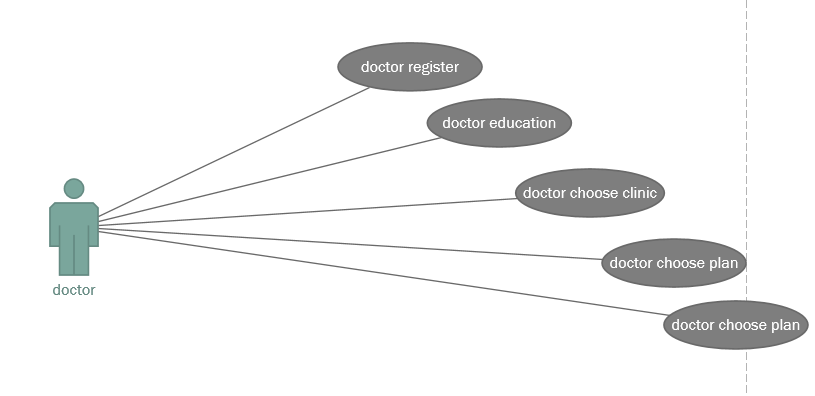 doctor register
doctor education
doctor choose clinic
doctor choose plan
doctor
doctor choose plan